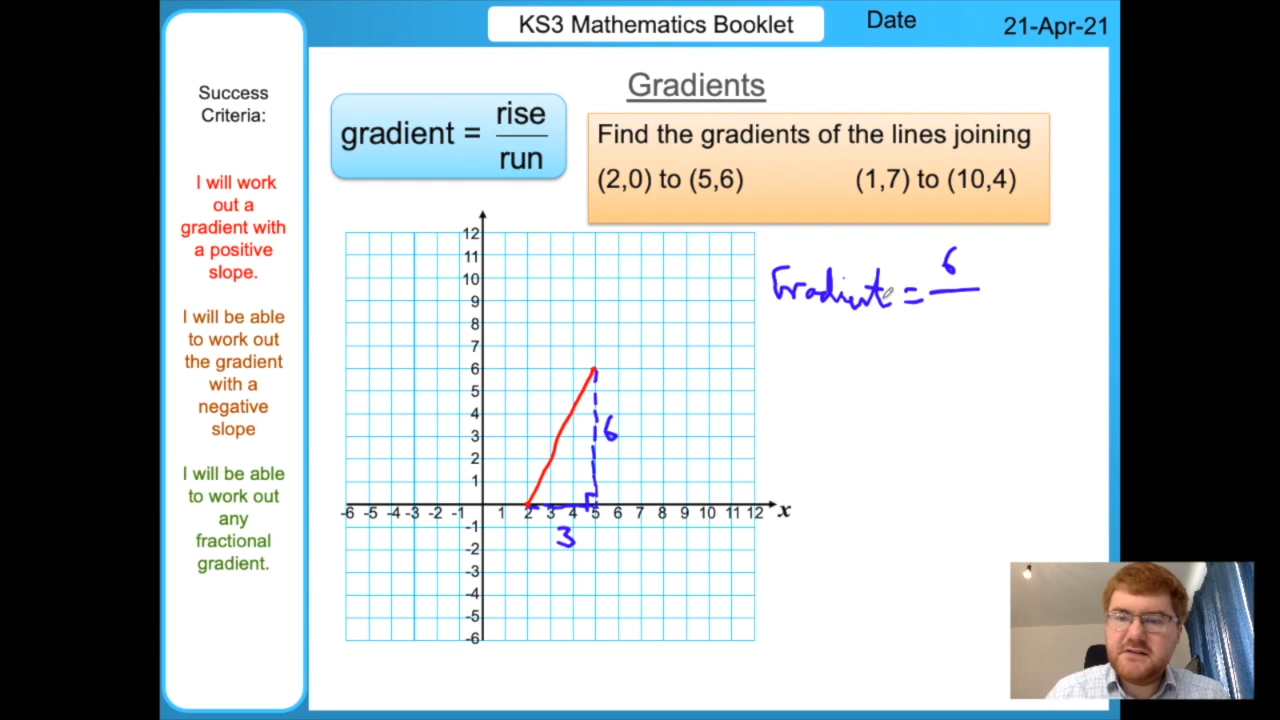 KS3 Mathematics Booklet
Date
21-Apr-21
Success
Criteria:
I will work
out a
gradient with
a positive
slope.
I will be able
to work out
the gradient
with a
negative
slope
I will be able
to work out
any
fractional
gradient.
Gradients
gradient = rise
run
Find the gradients of the lines joining
(2,0) to (5,6) (1,7) to (10,4)
Gradient = 6
12
11
10
9
8
7
6
5
4
3
2
1
-6 -5 -4 -3 -2 -1 1 2 3 4 5 6 7 8 9 10 11 12 x
-1
-2
-3
-4
-5
-6
6
3